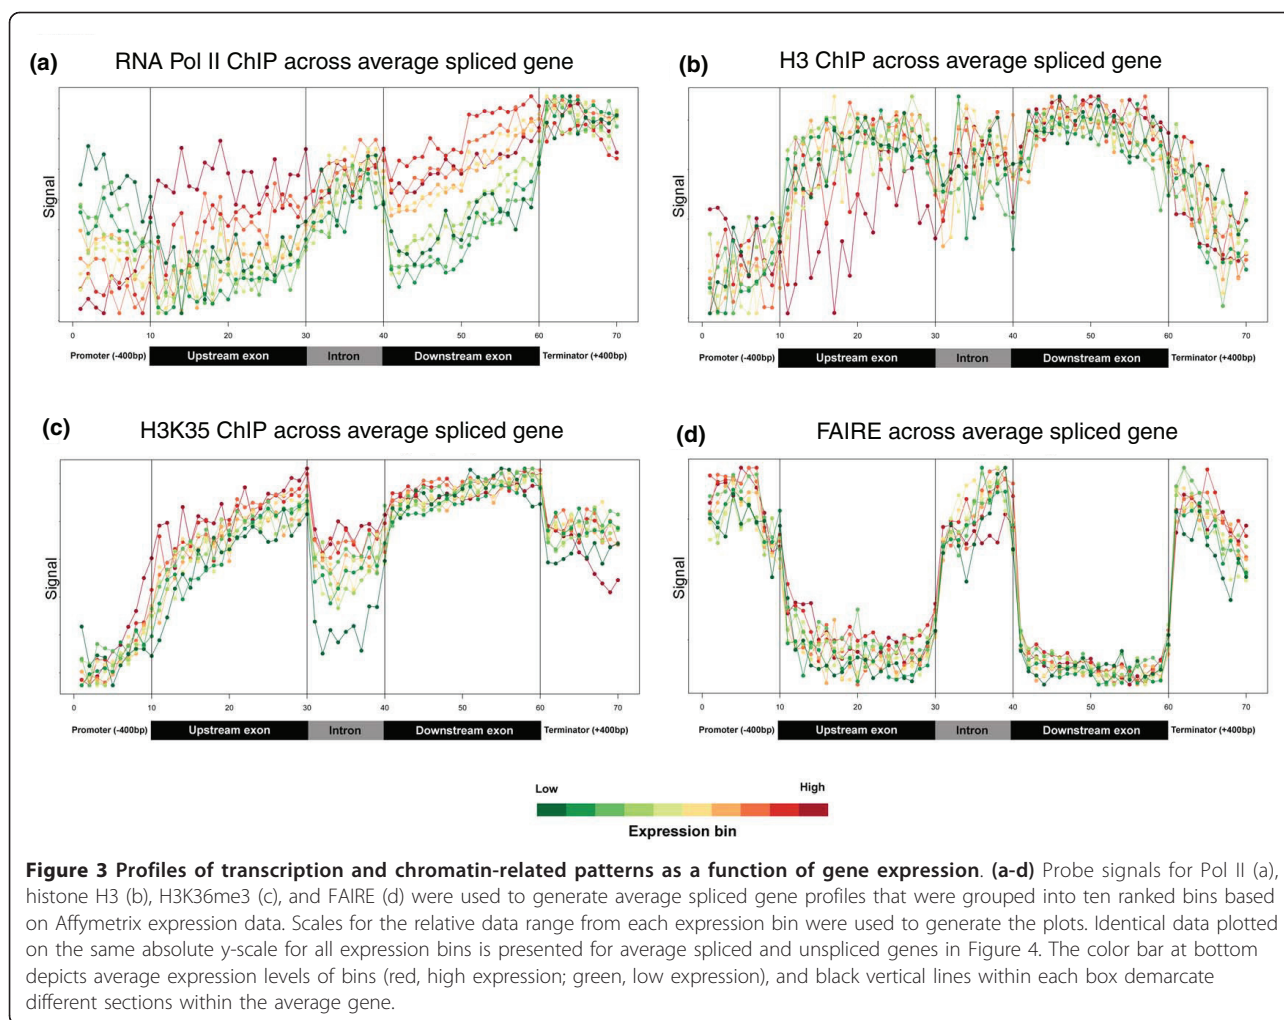 (a) RNA Pol II ChIP across average spliced gene
Signal
0 10 20 30 40 50 60 70
Promoter (-400bp) Upstream exon Intron Downstream exon Terminator (+400bp)
(b) H3 ChIP across average spliced gene
Signal
0 10 20 30 40 50 60 70
Promoter (-400bp) Upstream exon Intron Downstream exon Terminator (+400bp)
(c) H3K35 ChIP across average spliced gene
Signal
0 10 20 30 40 50 60 70
Promoter (-400bp) Upstream exon Intron Downstream exon Terminator (+400bp)
(d) FAIRE across average spliced gene
Signal
0 10 20 30 40 50 60 70
Promoter (-400bp) Upstream exon Intron Downstream exon Terminator (+400bp)
Low High
Expression bin
Figure 3 Profiles of transcription and chromatin-related patterns as a function of gene expression. (a-d) Probe signals for Pol II (a),
histone H3 (b), H3K36me3 (c), and FAIRE (d) were used to generate average spliced gene profiles that were grouped into ten ranked bins based
on Affymetrix expression data. Scales for the relative data range from each expression bin were used to generate the plots. Identical data plotted
on the same absolute y-scale for all expression bins is presented for average spliced and unspliced genes in Figure 4. The color bar at bottom
depicts average expression levels of bins (red, high expression; green, low expression), and black vertical lines within each box demarcate
different sections within the average gene.